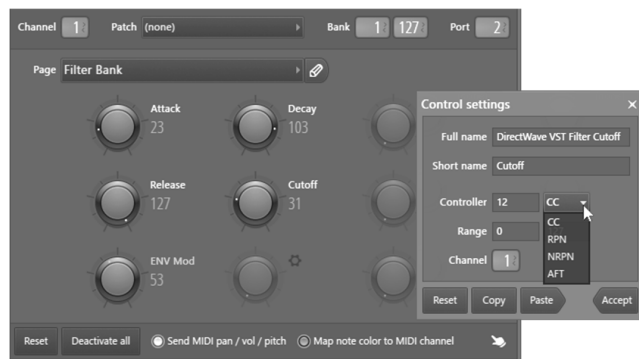 Channel 1 Patch (none) Bank 1 127 Port 2
Page Filter Bank
Attack
23
Decay
103
Release
127
Cutoff
31
ENV Mod
53
Reset Deactivate all Send MIDI pan / vol / pitch Map note color to MIDI channel
Control settings
Full name DirectWave VST Filter Cutoff
Short name Cutoff
Controller 12 CC
Range 0
Channel 1
CC
RPN
NRPN
AFT
Reset Copy Paste Accept